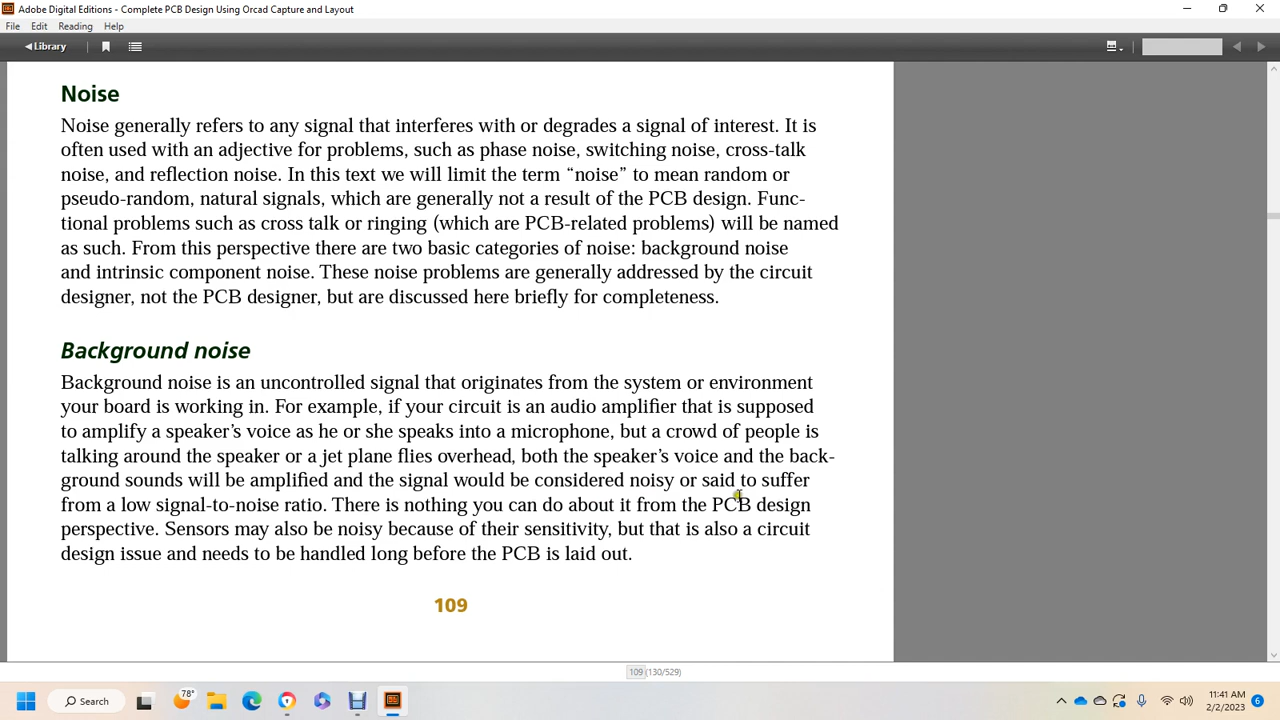 Adobe Digital Editions - Complete PCB Design Using Orcad Capture and Layout
File Edit Reading Help
Library
Noise
Noise generally refers to any signal that interferes with or degrades a signal of interest. It is
often used with an adjective for problems, such as phase noise, switching noise, cross-talk
noise, and reflection noise. In this text we will limit the term “noise” to mean random or
pseudo-random, natural signals, which are generally not a result of the PCB design. Func-
tional problems such as cross talk or ringing (which are PCB-related problems) will be named
as such. From this perspective there are two basic categories of noise: background noise
and intrinsic component noise. These noise problems are generally addressed by the circuit
designer, not the PCB designer, but are discussed here briefly for completeness.
Background noise
Background noise is an uncontrolled signal that originates from the system or environment
your board is working in. For example, if your circuit is an audio amplifier that is supposed
to amplify a speaker’s voice as he or she speaks into a microphone, but a crowd of people is
talking around the speaker or a jet plane flies overhead, both the speaker’s voice and the back-
ground sounds will be amplified and the signal would be considered noisy or said to suffer
from a low signal-to-noise ratio. There is nothing you can do about it from the PCB design
perspective. Sensors may also be noisy because of their sensitivity, but that is also a circuit
design issue and needs to be handled long before the PCB is laid out.
109
109 (130/529)
Search
78°
11:41 AM
2/2/2023
6